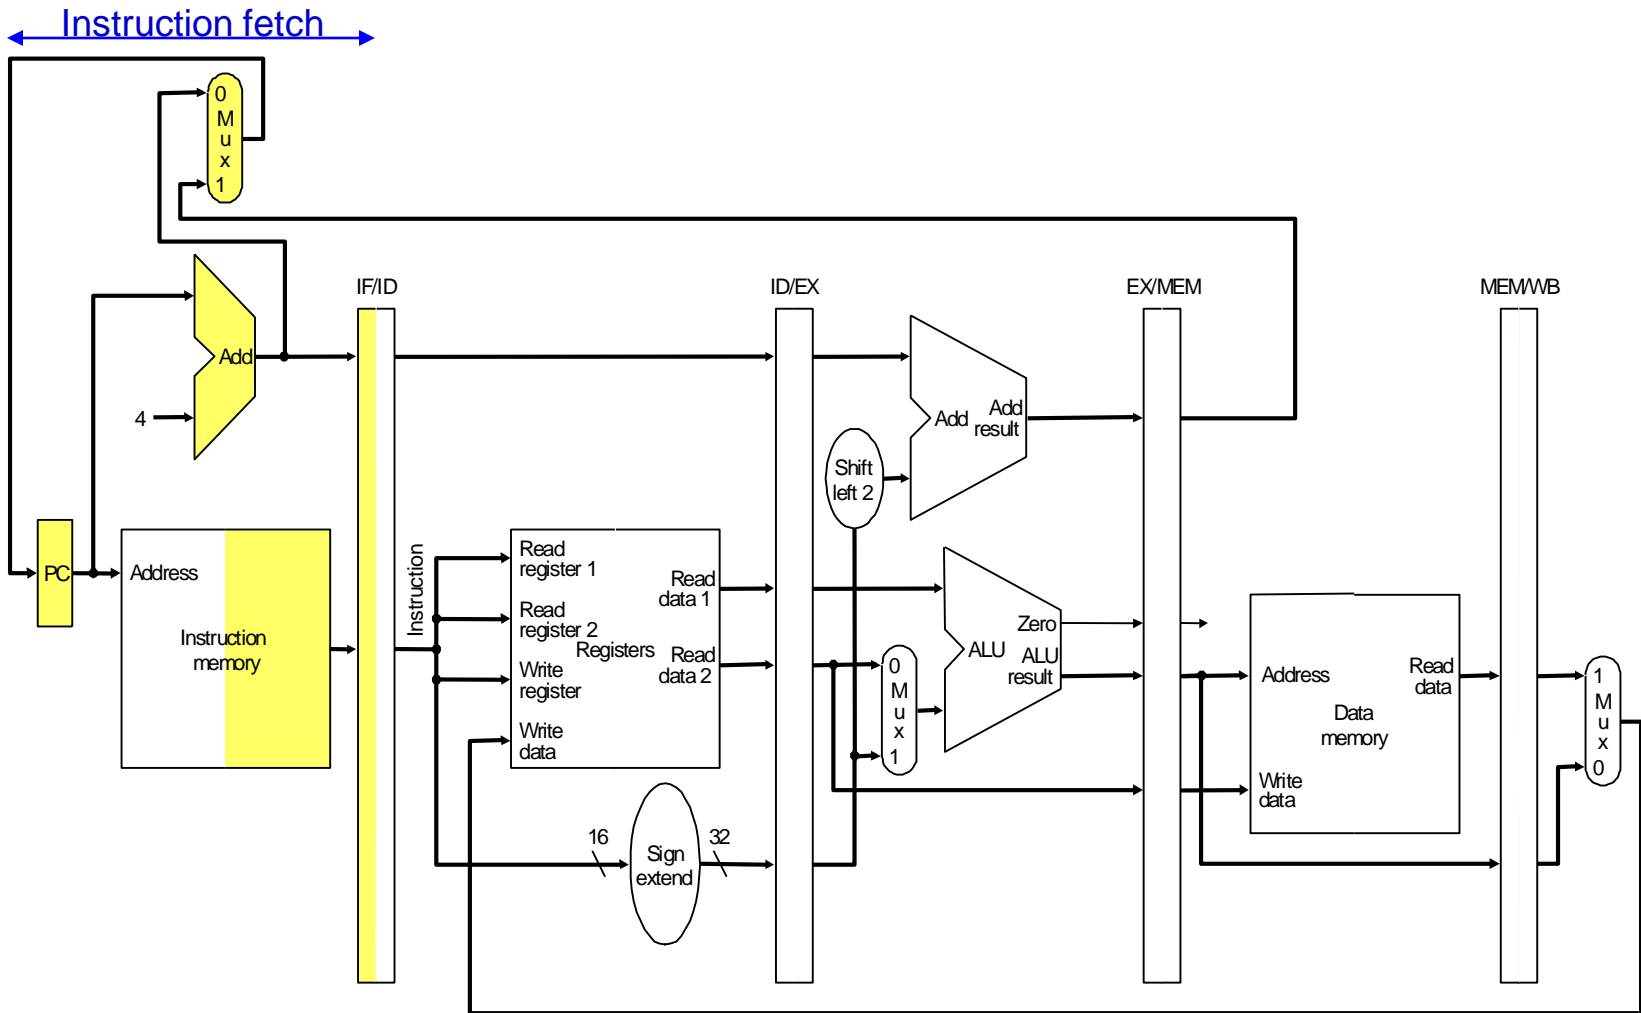 Instruction fetch
0
M
u
x
1
IF/ID
ID/EX
EX/MEM
MEM/WB
Add
4
Add
Add
result
Shift
left 2
PC
Address
Instruction
memory
Instruction
Read
register 1
Read
register 2
Registers
Write
register
Write
data
Read
data 1
Read
data 2
0
M
u
x
1
Zero
ALU
ALU
result
Address
Read
data
Data
memory
Write
data
1
M
u
x
0
16
Sign
extend
32